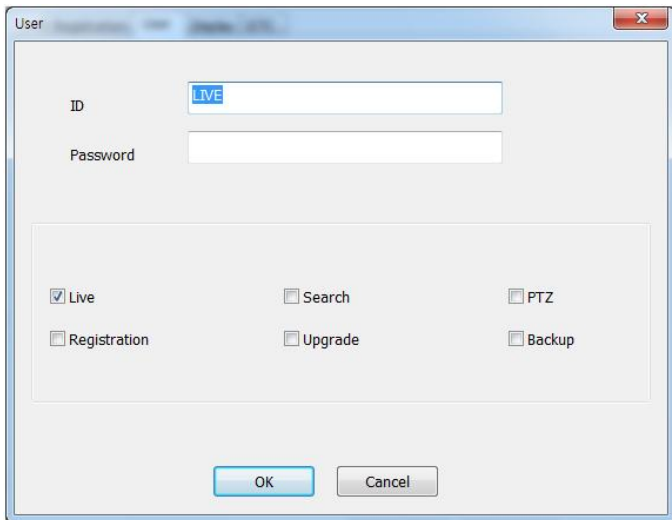 User
ID
LIVE
Password
Live
Search
PTZ
Registration
Upgrade
Backup
OK
Cancel